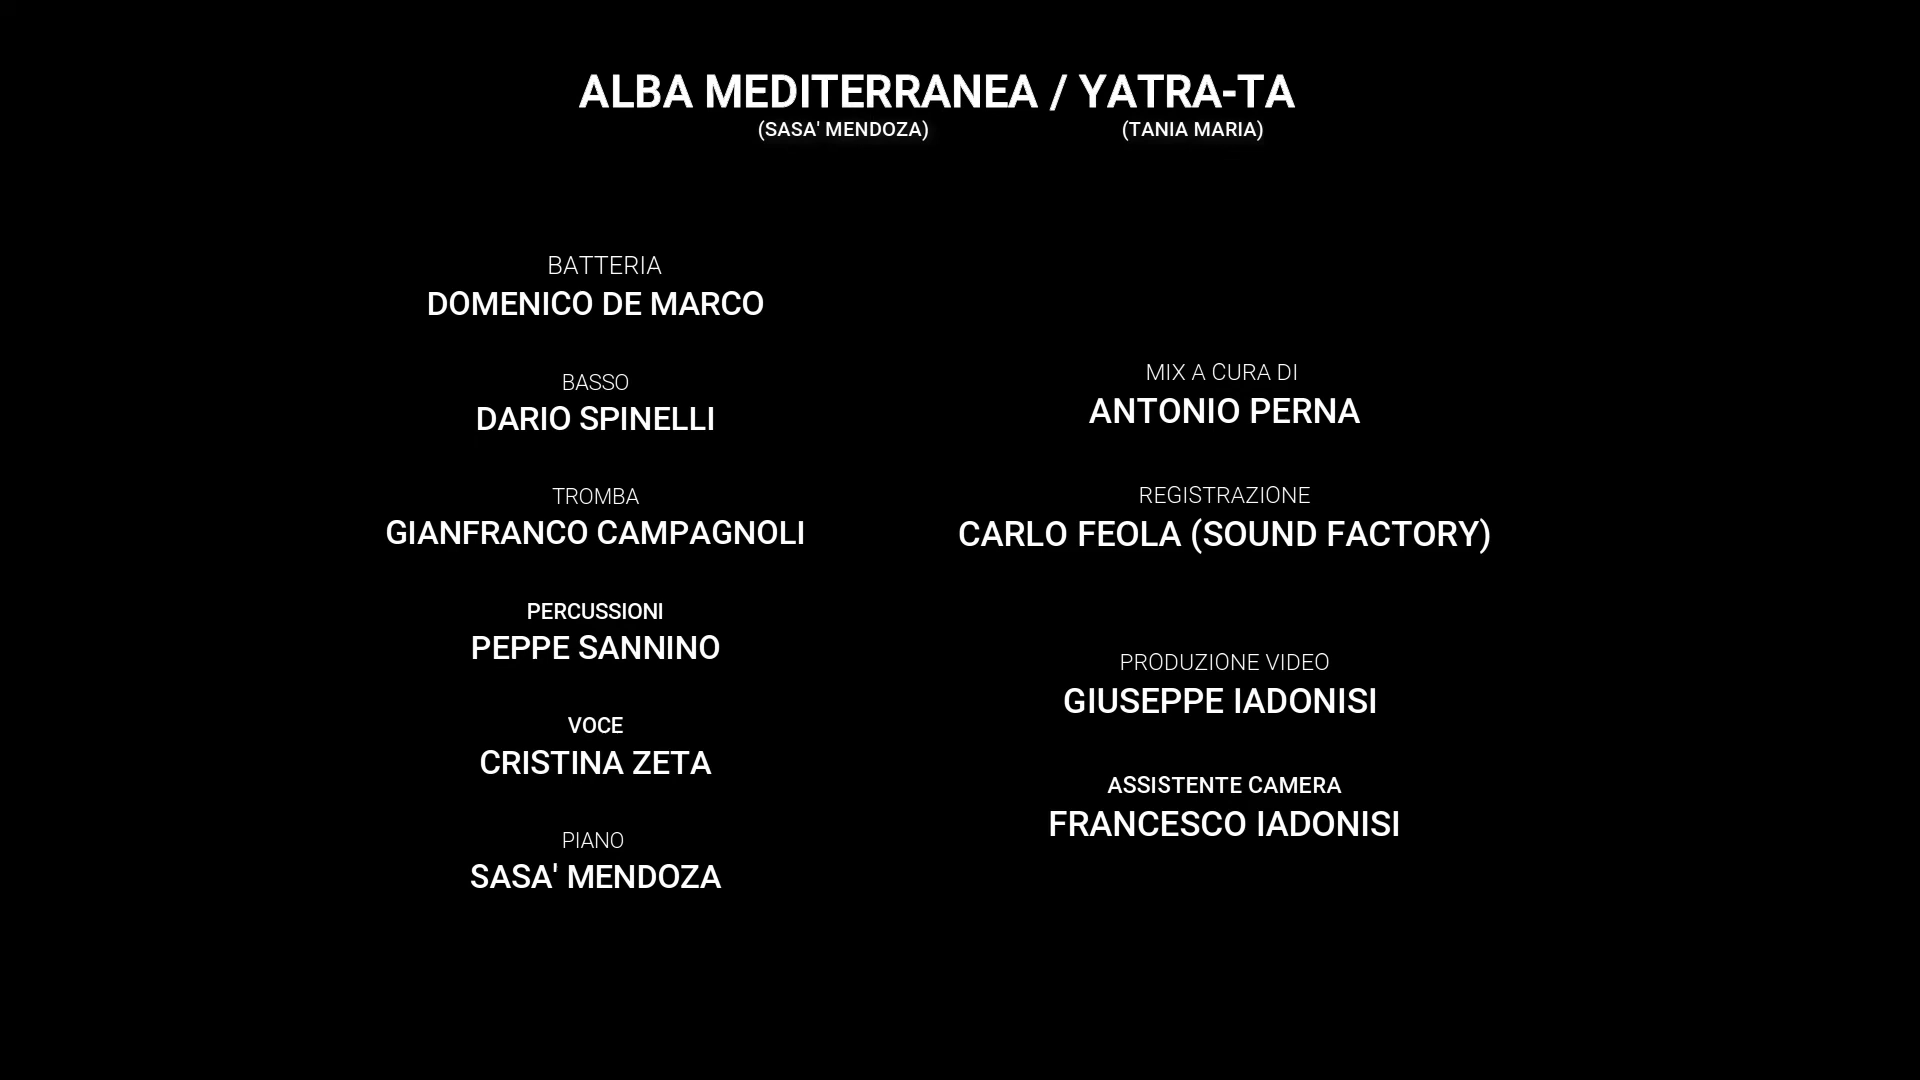 ALBA MEDITERRANEA / YATRA-TA
(SASA' MENDOZA) (TANIA MARIA)
BATTERIA
DOMENICO DE MARCO
BASSO
DARIO SPINELLI
TROMBA
GIANFRANCO CAMPAGNOLI
PERCUSSIONI
PEPPE SANNINO
VOCE
CRISTINA ZETA
PIANO
SASA' MENDOZA
MIX A CURA DI
ANTONIO PERNA
REGISTRAZIONE
CARLO FEOLA (SOUND FACTORY)
PRODUZIONE VIDEO
GIUSEPPE IADONISI
ASSISTENTE CAMERA
FRANCESCO IADONISI